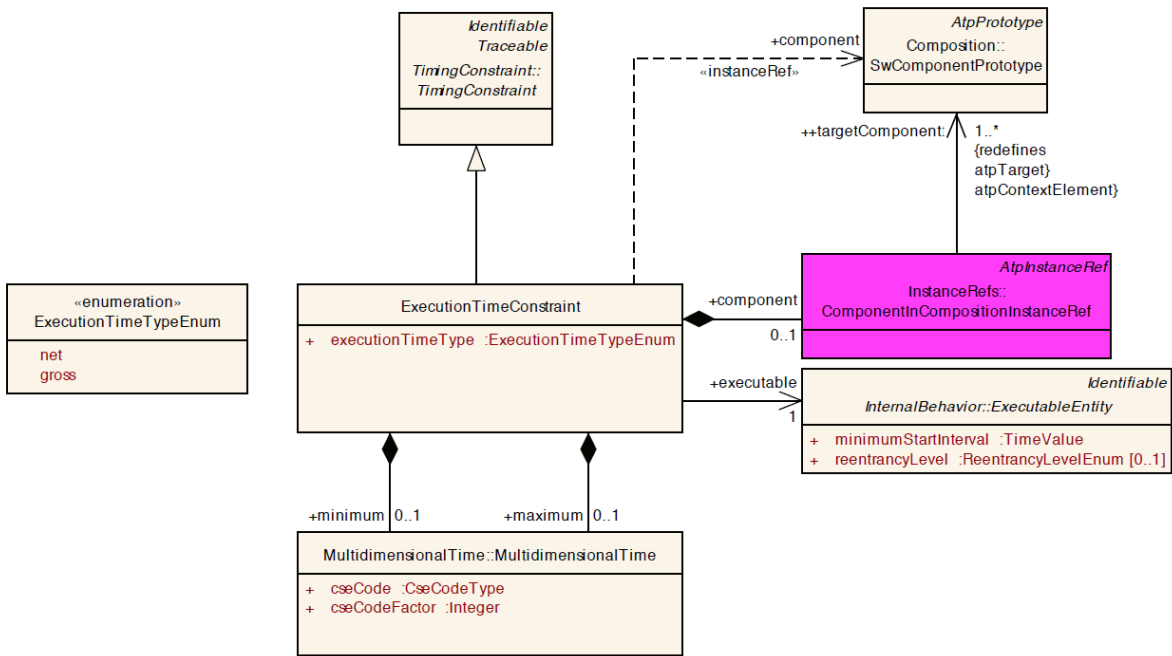 Identifiable
Traceable
TimingConstraint::
TimingConstraint
AtpPrototype
Composition::
SwComponentPrototype
+component
«instanceRef»
++targetComponent:
1..*
{redefines
atpTarget}
atpContextElement}
«enumeration»
ExecutionTimeTypeEnum
net
gross
ExecutionTimeConstraint
+ executionTimeType :ExecutionTimeTypeEnum
+component
0..1
AtpInstanceRef
InstanceRefs::
ComponentInCompositionInstanceRef
+executable
1
Identifiable
InternalBehavior::ExecutableEntity
+ minimumStartInterval :TimeValue
+ reentrancyLevel :ReentrancyLevelEnum [0..1]
+minimum 0..1
+maximum 0..1
MultidimensionalTime::MultidimensionalTime
+ cseCode :CseCodeType
+ cseCodeFactor :Integer